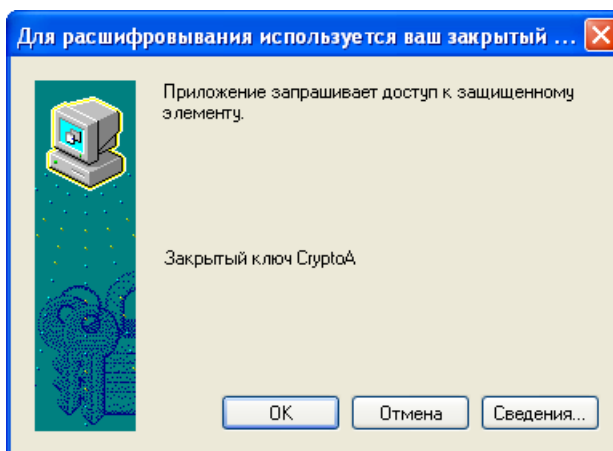 Для расшифровывания используется ваш закрытый ...
Приложение запрашивает доступ к защищенному
элементу.
Закрытый ключ CryptoA
OK
Отмена
Сведения...